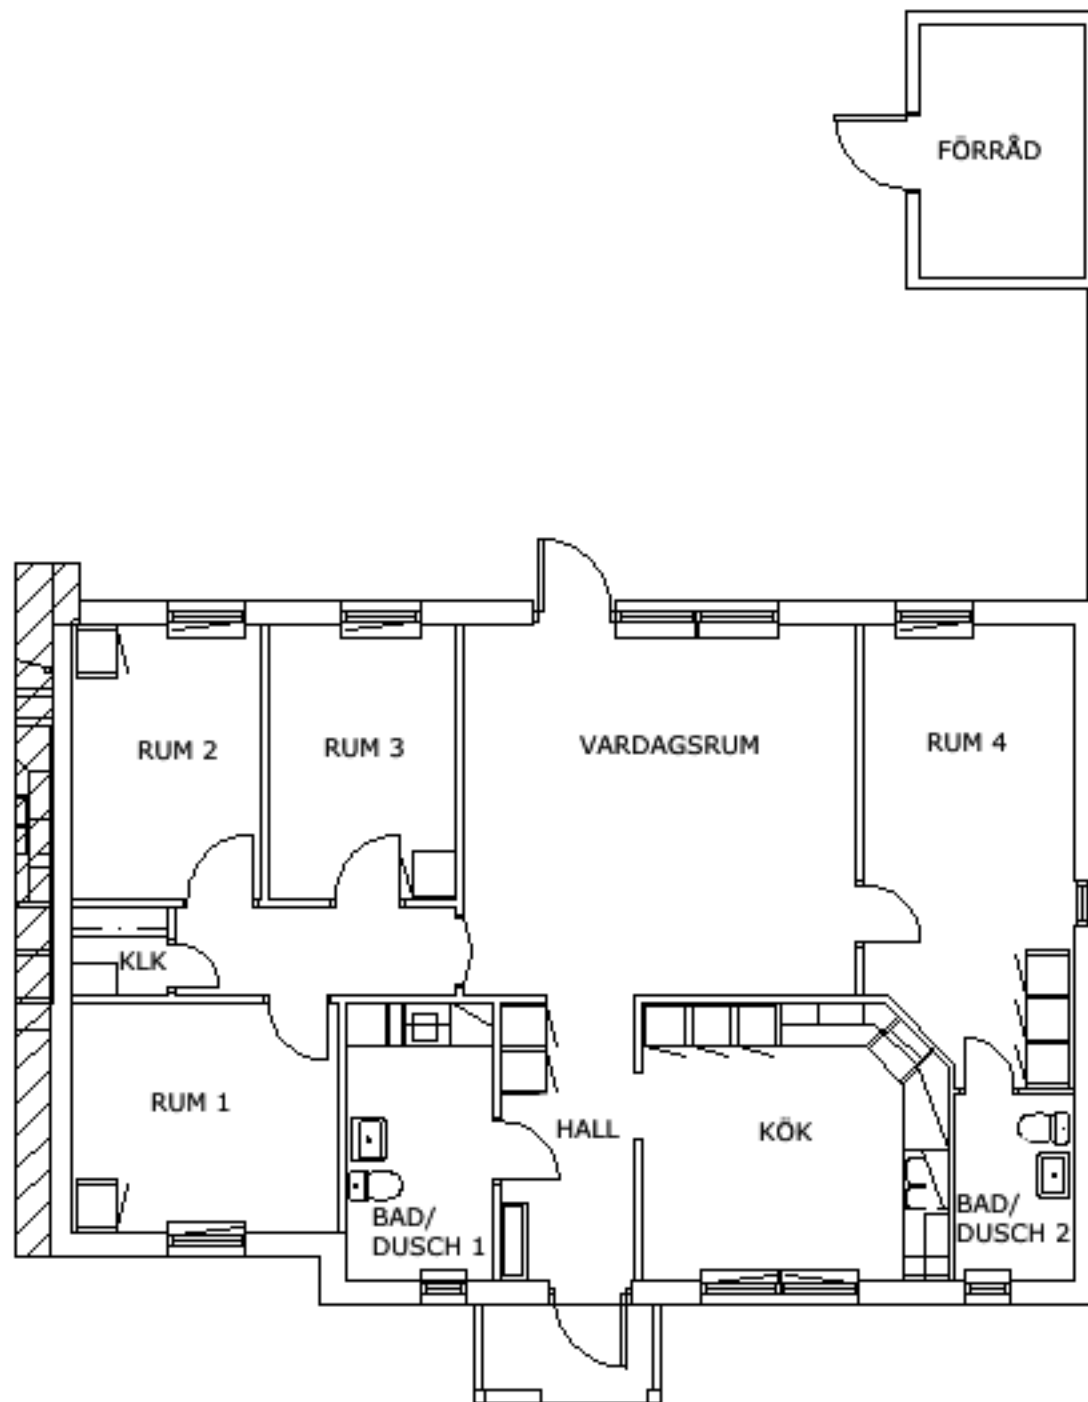 FÖRRÅD
RUM 2
RUM 3
VARDAGSRUM
RUM 4
KLK
RUM 1
HALL
KÖK
BAD/
DUSCH 1
BAD/
DUSCH 2